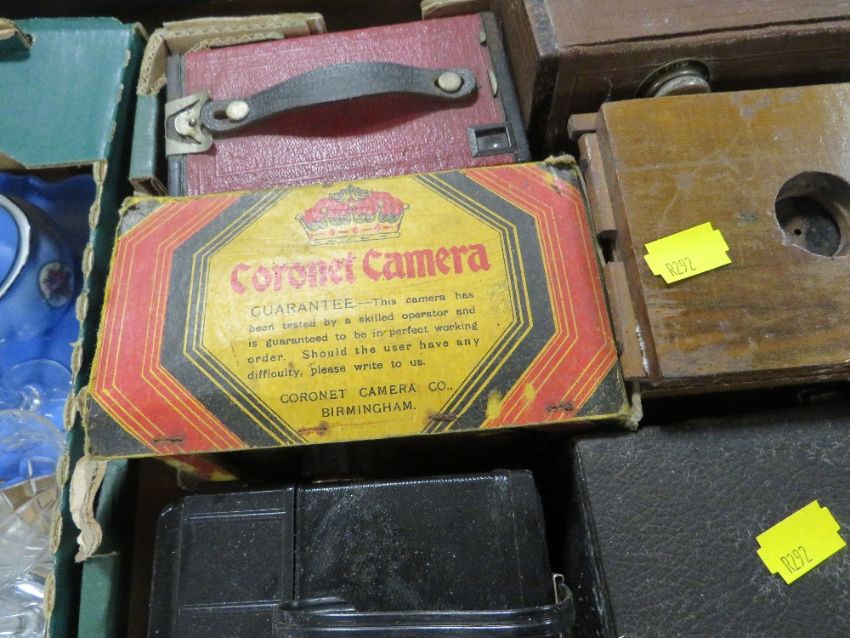 Coronet Camera
GUARANTEE.—This camera has
been tested by a skilled operator and
is guaranteed to be in perfect working
order. Should the user have any
difficulty, please write to us.
CORONET CAMERA CO.,
BIRMINGHAM.
R292
R292